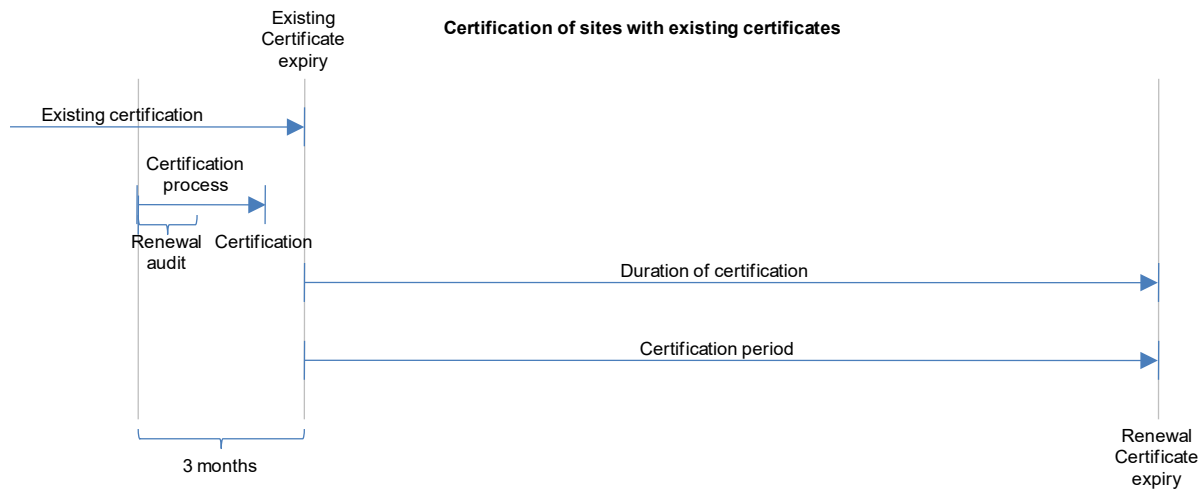 Existing
Certificate
expiry
Certification of sites with existing certificates
Existing certification
Certification
process
Renewal
audit
Certification
Duration of certification
Certification period
3 months
Renewal
Certificate
expiry